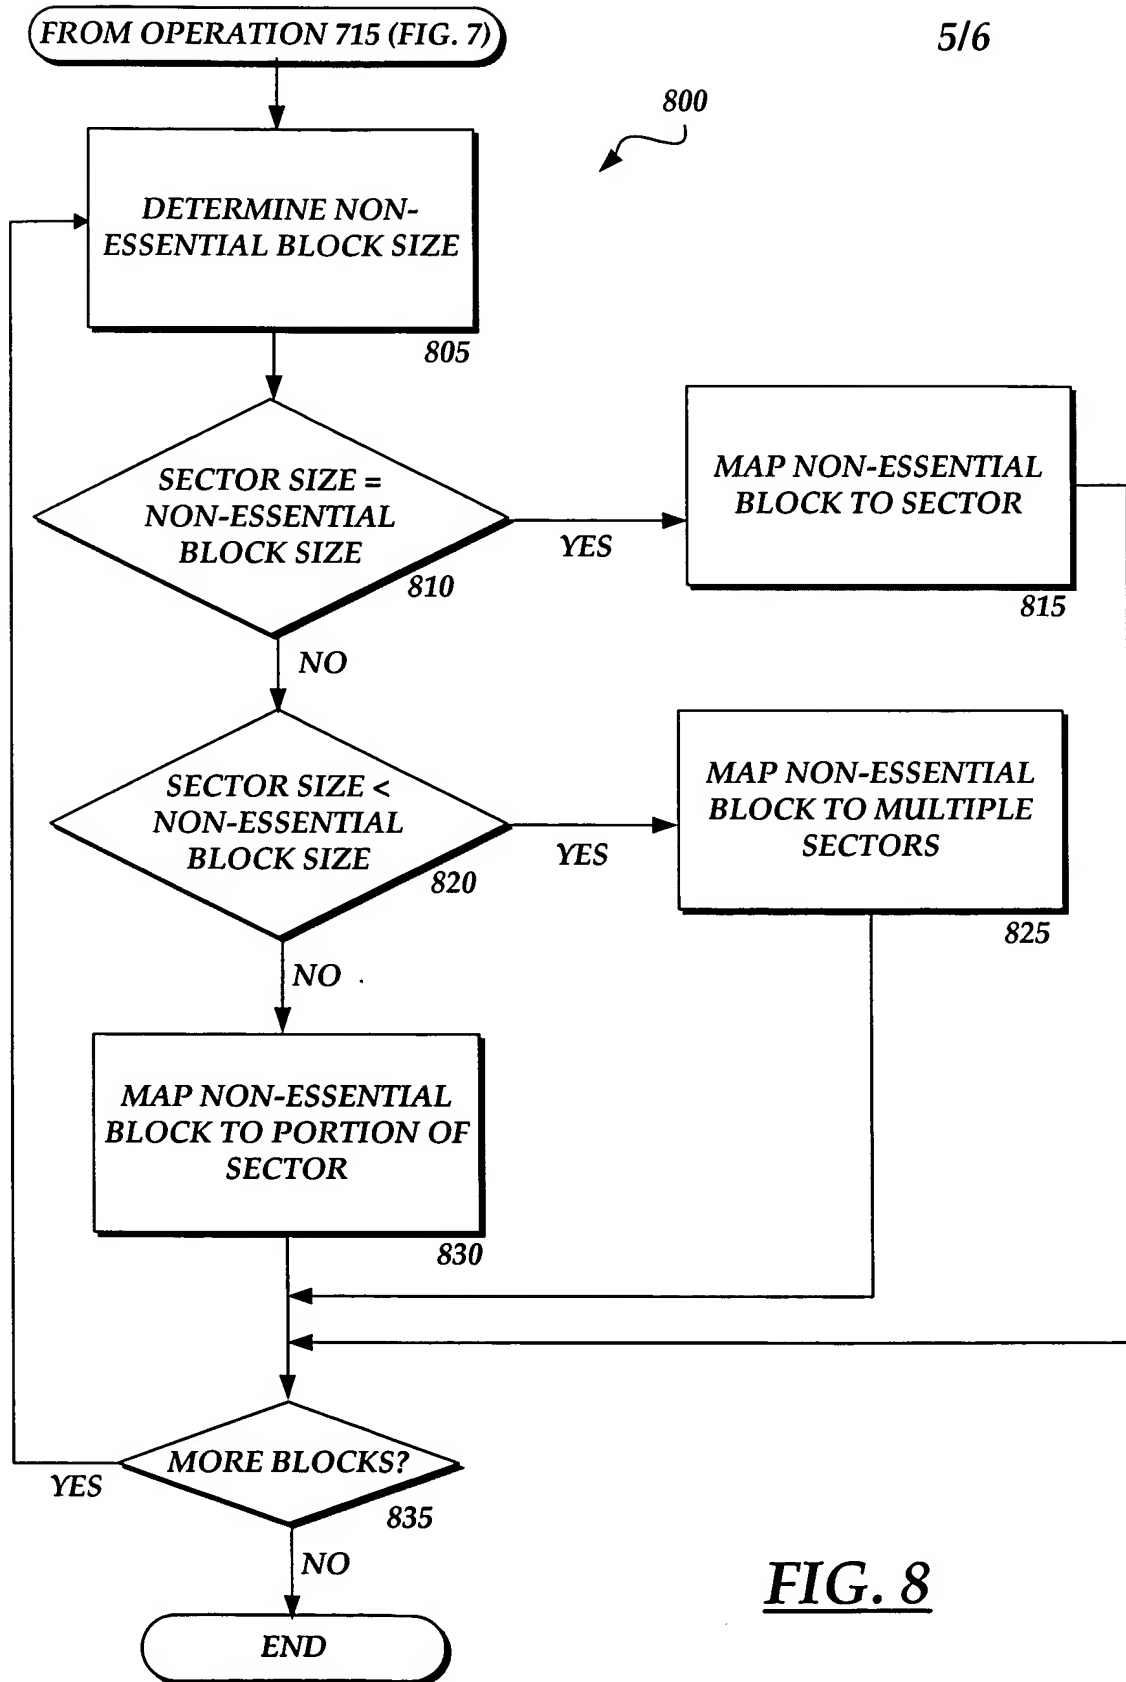 FROM OPERATION 715 (FIG. 7)
5/6
800
DETERMINE NON-
ESSENTIAL BLOCK SIZE
805
SECTOR SIZE =
NON-ESSENTIAL
BLOCK SIZE
810
YES
MAP NON-ESSENTIAL
BLOCK TO SECTOR
815
NO
SECTOR SIZE <
NON-ESSENTIAL
BLOCK SIZE
820
YES
MAP NON-ESSENTIAL
BLOCK TO MULTIPLE
SECTORS
825
NO
MAP NON-ESSENTIAL
BLOCK TO PORTION OF
SECTOR
830
MORE BLOCKS?
835
YES
NO
END
FIG. 8